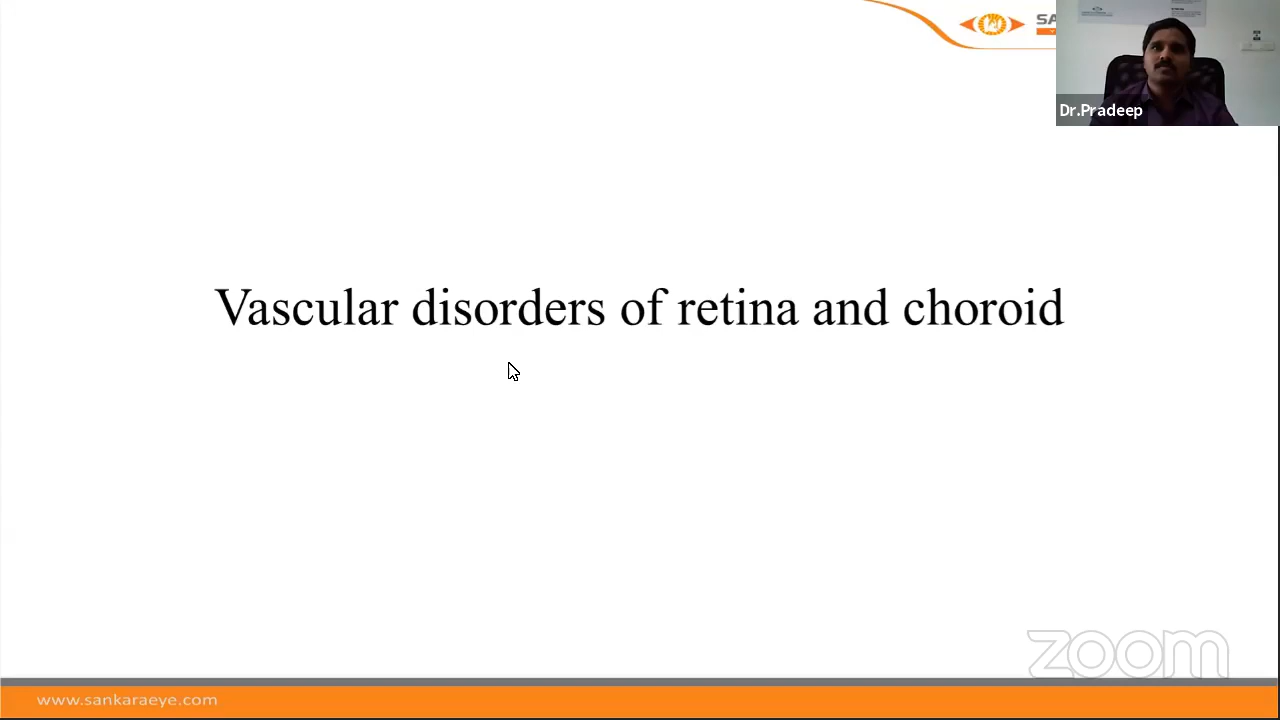 SA
Dr.Pradeep
Vascular disorders of retina and choroid
zoom
www.sankaraeye.com